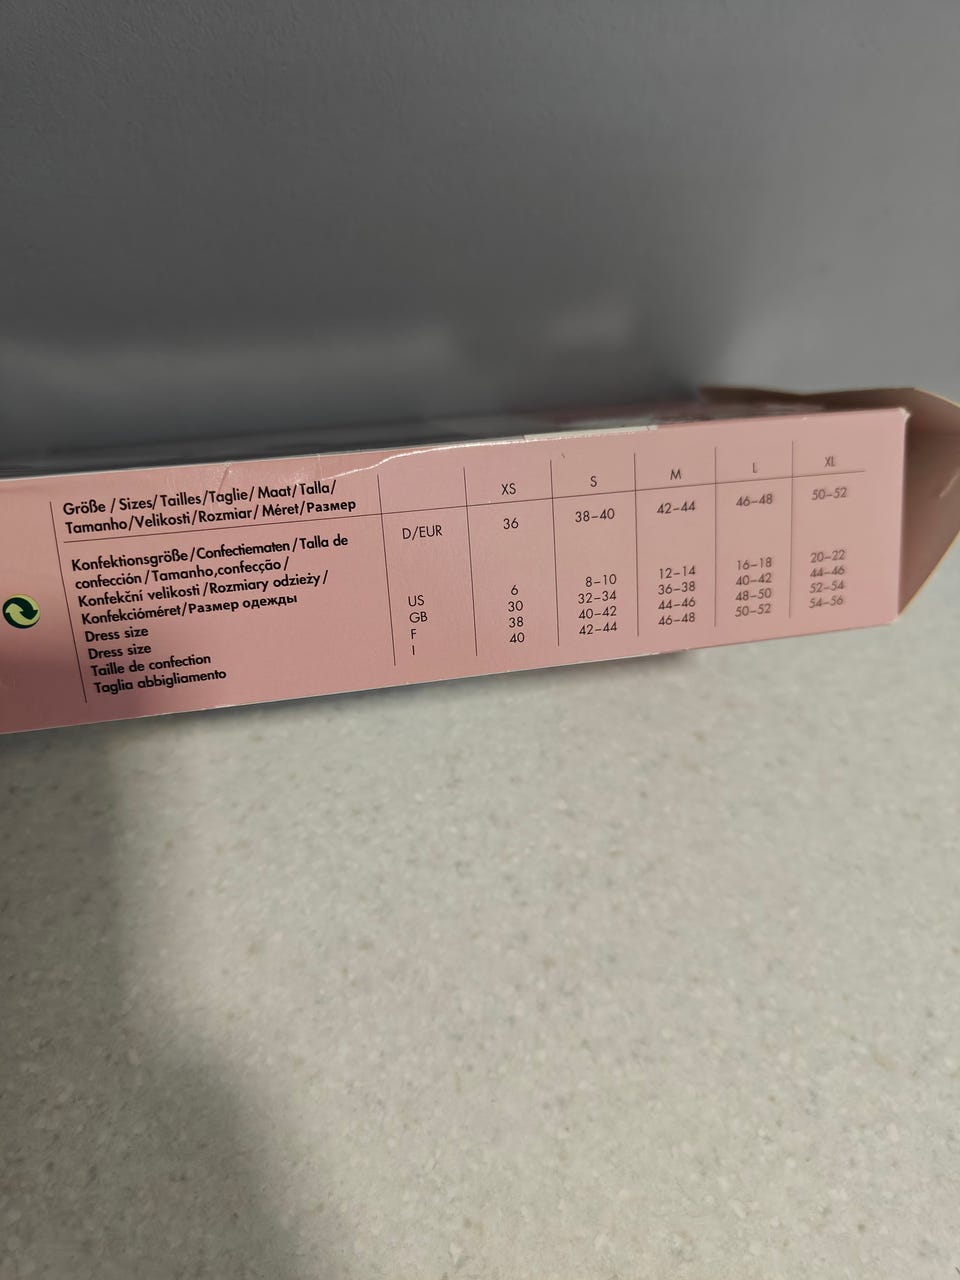 Größe / Sizes/ Tailles /Taglie/ Maat/Talla/
Tamanho/Velikosti/Rozmiar/ Méret/Размер
XS S M L XL
D/EUR 36 38–40 42–44 46–48 50–52
Konfektionsgröße/Confectiematen/Talla de
confección/Tamanho,confecção/
Konfekční velikosti/Rozmiary odzieży/
Konfekcióméret/Размер одежды
Dress size US 6 8–10 12–14 16–18 20–22
Dress size GB 30 32–34 36–38 40–42 44–46
Taille de confection F 38 40–42 44–46 48–50 52–54
Taglia abbigliamento I 40 42–44 46–48 50–52 54–56